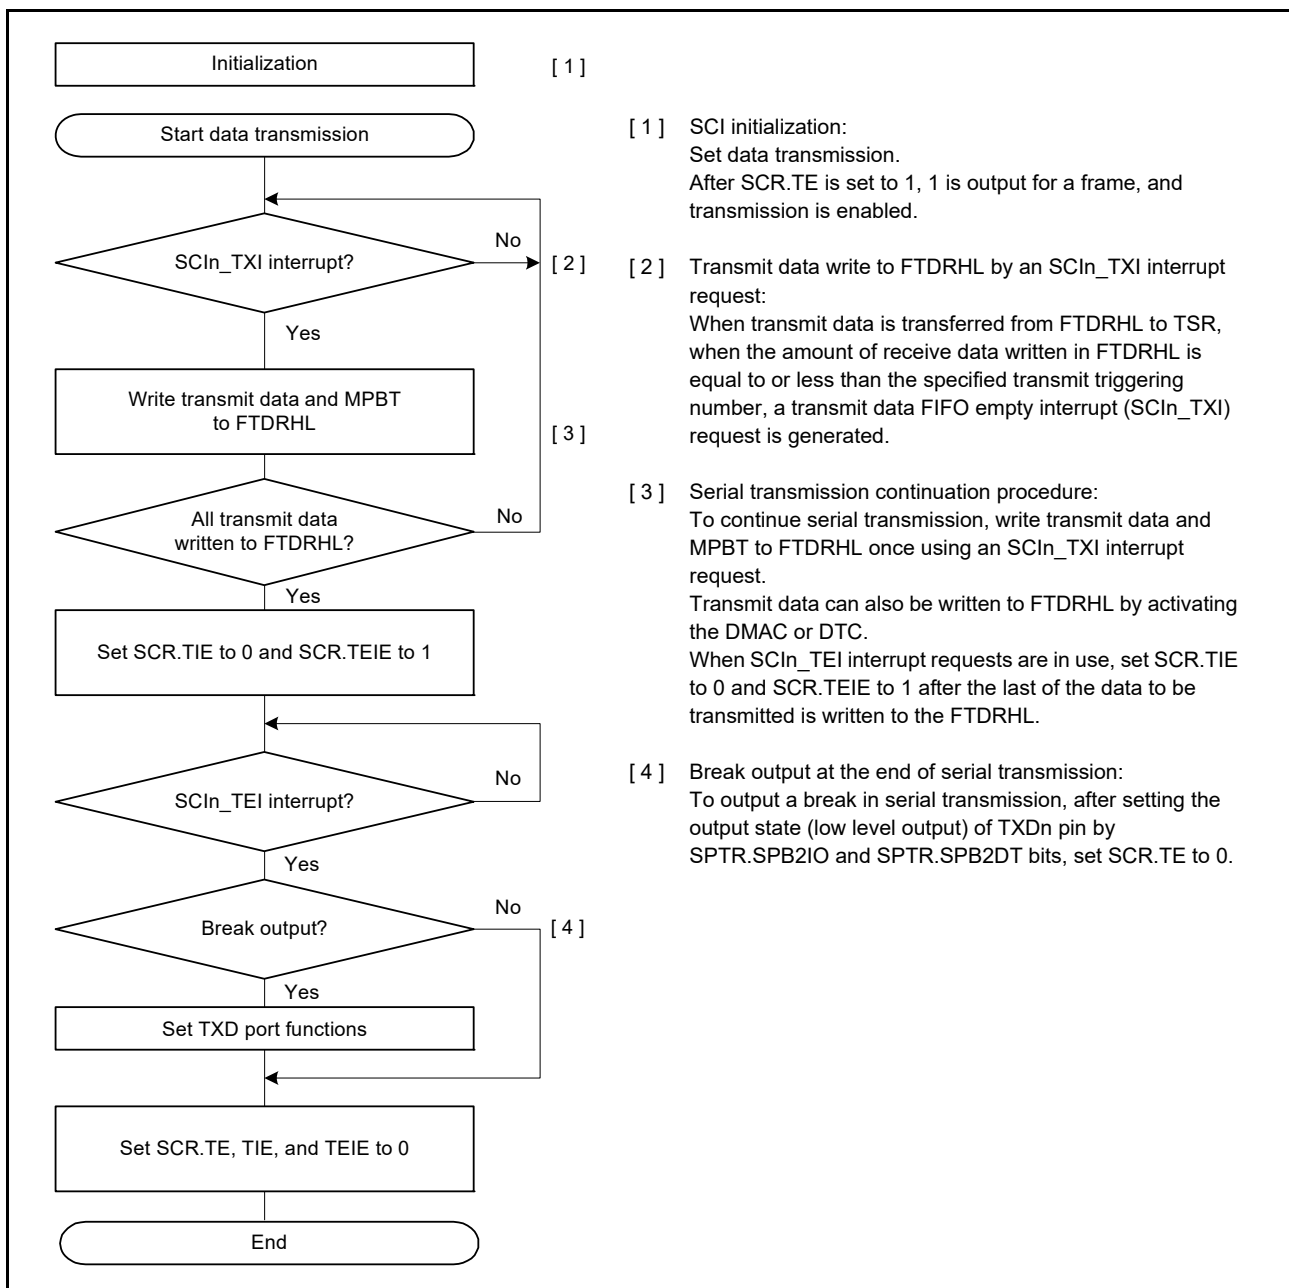 Initialization
[ 1 ]
Start data transmission
SCIn_TXI interrupt?
No
[ 2 ]
Yes
Write transmit data and MPBT
to FTDRHL
[ 3 ]
All transmit data
written to FTDRHL?
No
Yes
Set SCR.TIE to 0 and SCR.TEIE to 1
SCIn_TEI interrupt?
No
Yes
Break output?
No
[ 4 ]
Yes
Set TXD port functions
Set SCR.TE, TIE, and TEIE to 0
End
[ 1 ] SCI initialization:
Set data transmission.
After SCR.TE is set to 1, 1 is output for a frame, and
transmission is enabled.
[ 2 ] Transmit data write to FTDRHL by an SCIn_TXI interrupt
request:
When transmit data is transferred from FTDRHL to TSR,
when the amount of receive data written in FTDRHL is
equal to or less than the specified transmit triggering
number, a transmit data FIFO empty interrupt (SCIn_TXI)
request is generated.
[ 3 ] Serial transmission continuation procedure:
To continue serial transmission, write transmit data and
MPBT to FTDRHL once using an SCIn_TXI interrupt
request.
Transmit data can also be written to FTDRHL by activating
the DMAC or DTC.
When SCIn_TEI interrupt requests are in use, set SCR.TIE
to 0 and SCR.TEIE to 1 after the last of the data to be
transmitted is written to the FTDRHL.
[ 4 ] Break output at the end of serial transmission:
To output a break in serial transmission, after setting the
output state (low level output) of TXDn pin by
SPTR.SPB2IO and SPTR.SPB2DT bits, set SCR.TE to 0.